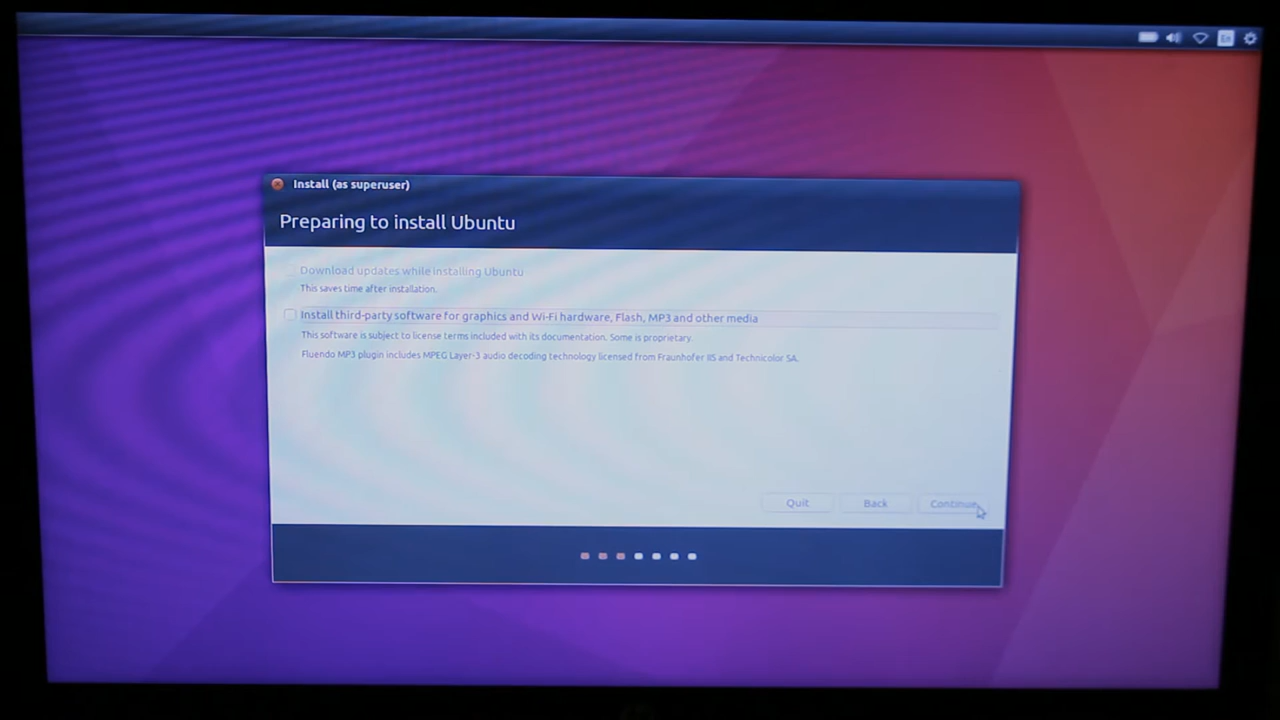 En
Install (as superuser)
Preparing to install Ubuntu
Download updates while installing Ubuntu
This saves time after installation.
Install third-party software for graphics and Wi-Fi hardware, Flash, MP3 and other media
This software is subject to license terms included with its documentation. Some is proprietary.
Fluendo MP3 plugin includes MPEG Layer-3 audio decoding technology licensed from Fraunhofer IIS and Technicolor SA.
Quit Back Continue